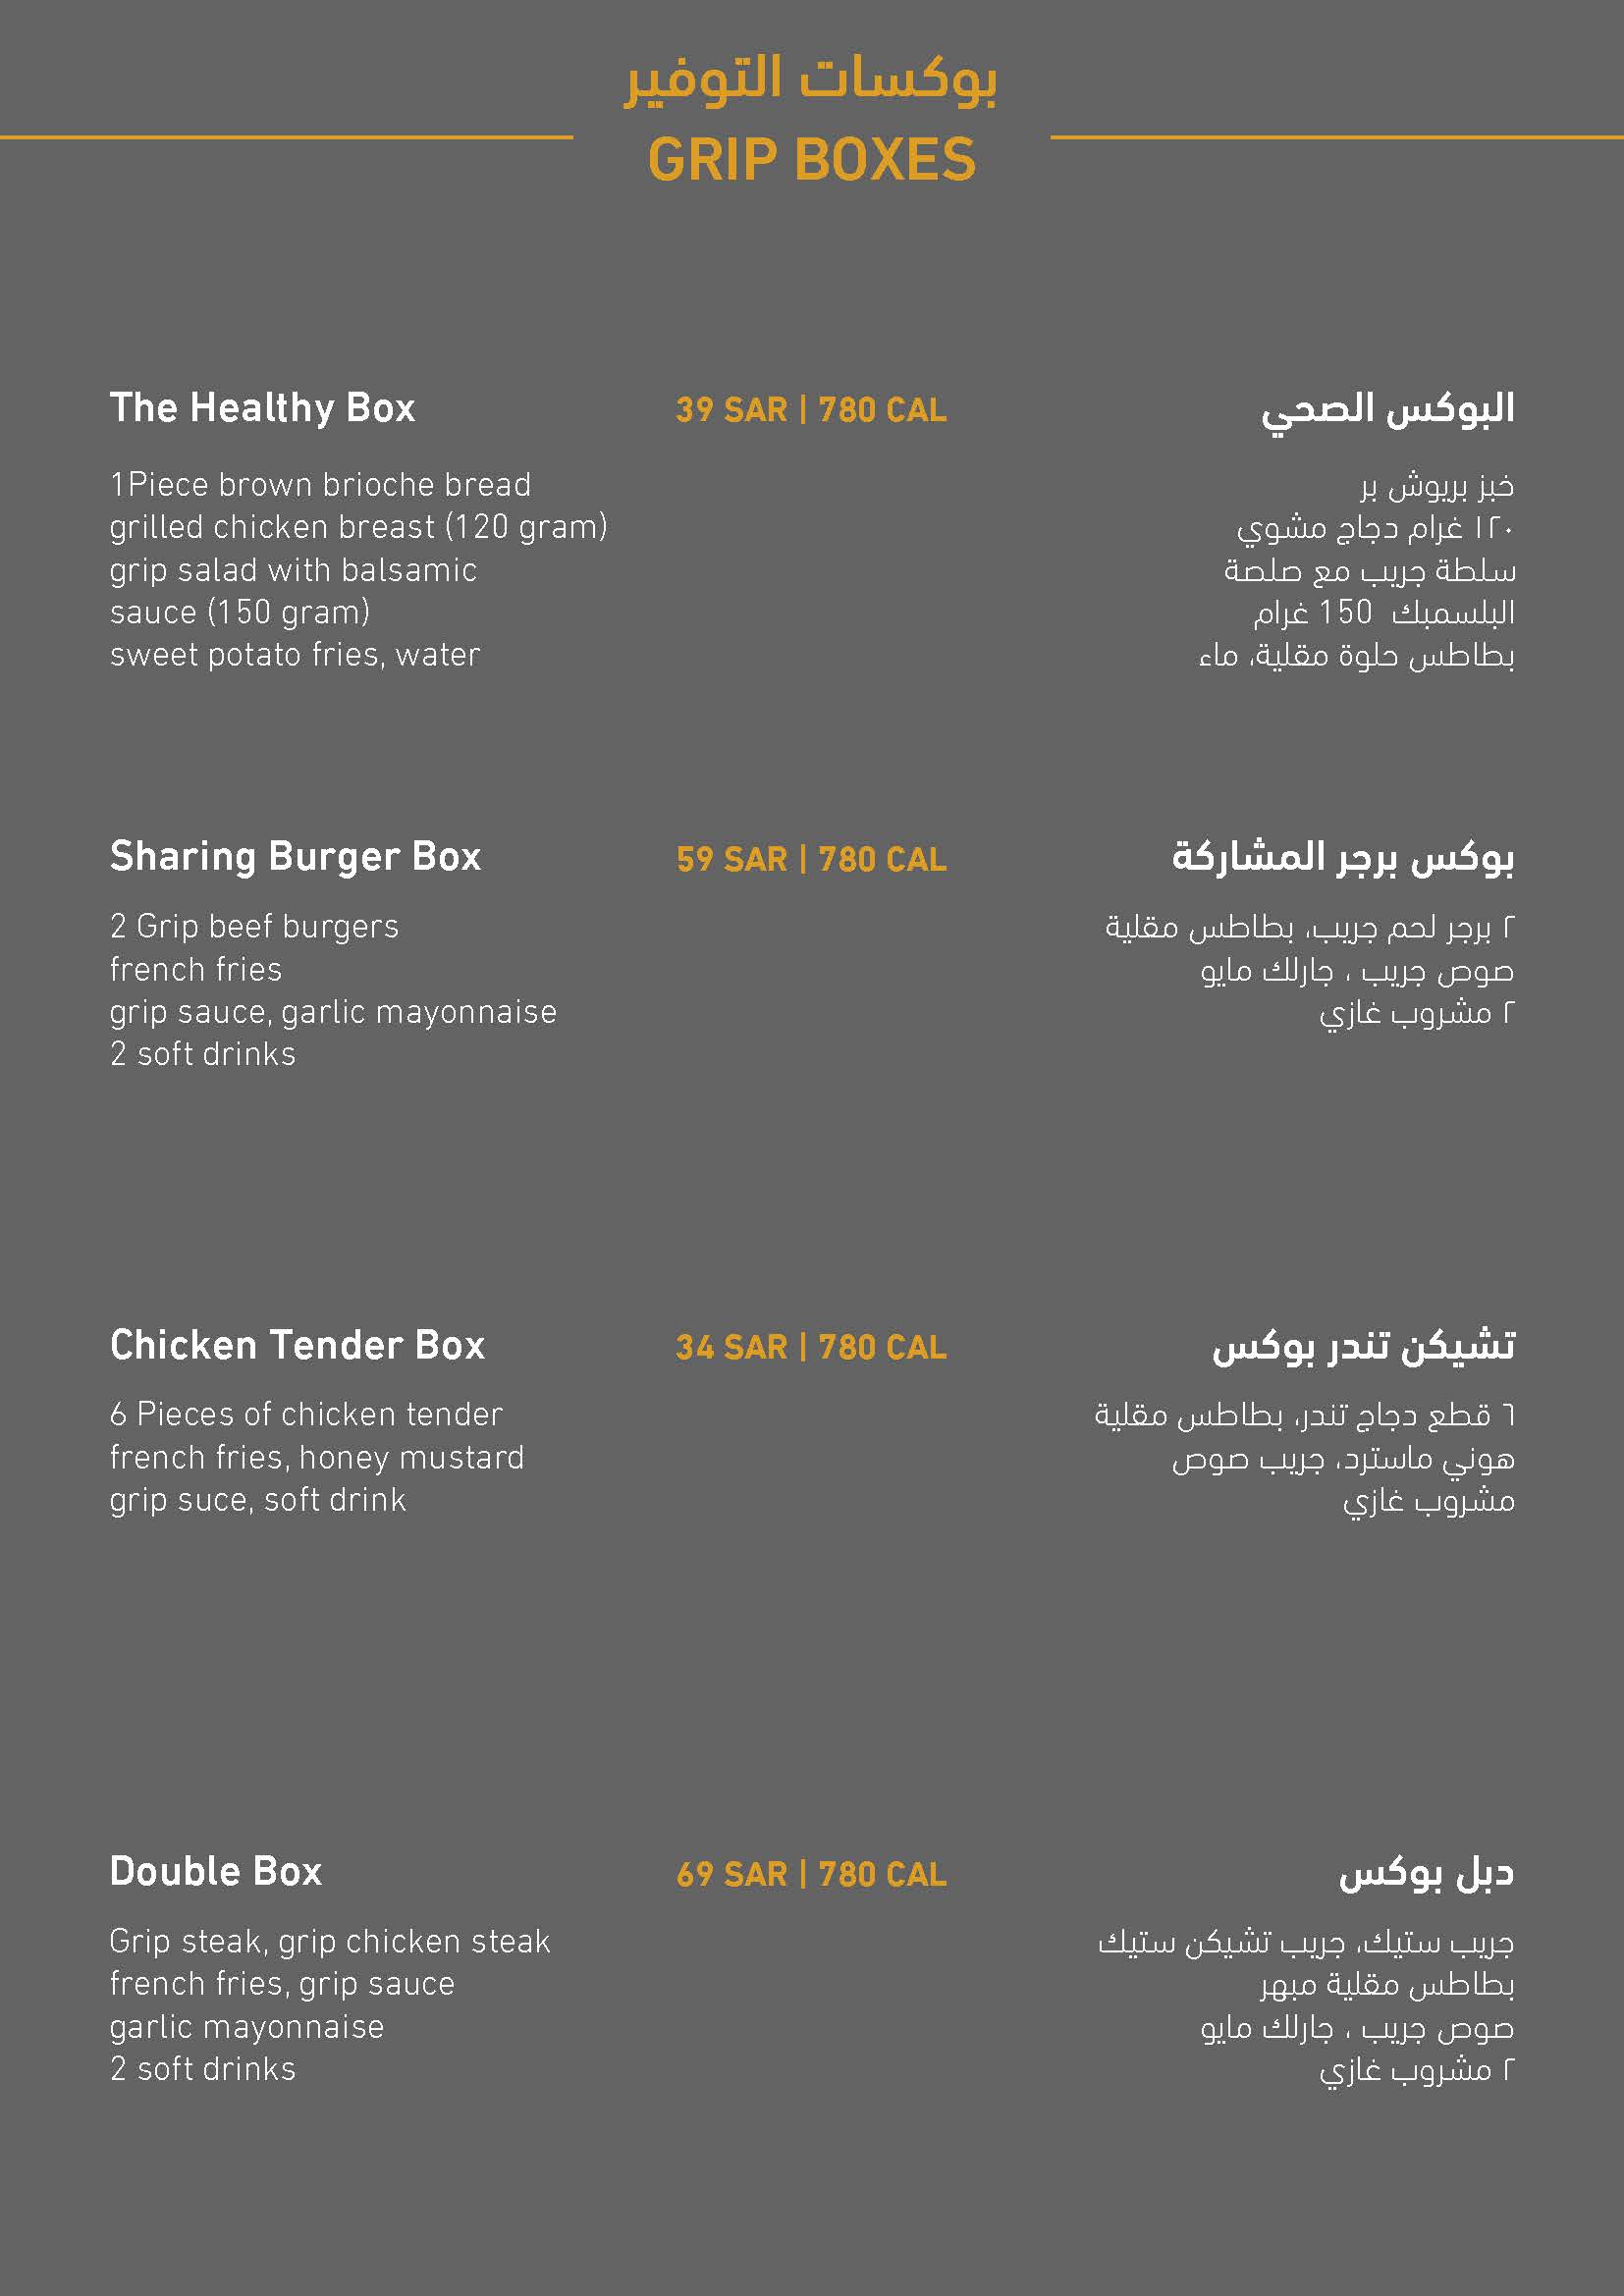 بوكسات التوفير
GRIP BOXES
The Healthy Box
39 SAR | 780 CAL
البوكس الصحي
1Piece brown brioche bread
grilled chicken breast (120 gram)
grip salad with balsamic
sauce (150 gram)
sweet potato fries, water
خبز بريوش بر
١٢٠ غرام دجاج مشوي
سلطة جريب مع صلصة
البلسمبك 150 غرام
بطاطس حلوة مقلية، ماء
Sharing Burger Box
59 SAR | 780 CAL
بوكس برجر المشاركة
2 Grip beef burgers
french fries
grip sauce, garlic mayonnaise
2 soft drinks
٢ برجر لحم جريب، بطاطس مقلية
صوص جريب ، جارلك مايو
٢ مشروب غازي
Chicken Tender Box
34 SAR | 780 CAL
تشيكن تندر بوكس
6 Pieces of chicken tender
french fries, honey mustard
grip suce, soft drink
٦ قطع دجاج تندر، بطاطس مقلية
هوني ماسترد، جريب صوص
مشروب غازي
Double Box
69 SAR | 780 CAL
دبل بوكس
Grip steak, grip chicken steak
french fries, grip sauce
garlic mayonnaise
2 soft drinks
جريب ستيك، جريب تشيكن ستيك
بطاطس مقلية مبهر
صوص جريب ، جارلك مايو
٢ مشروب غازي